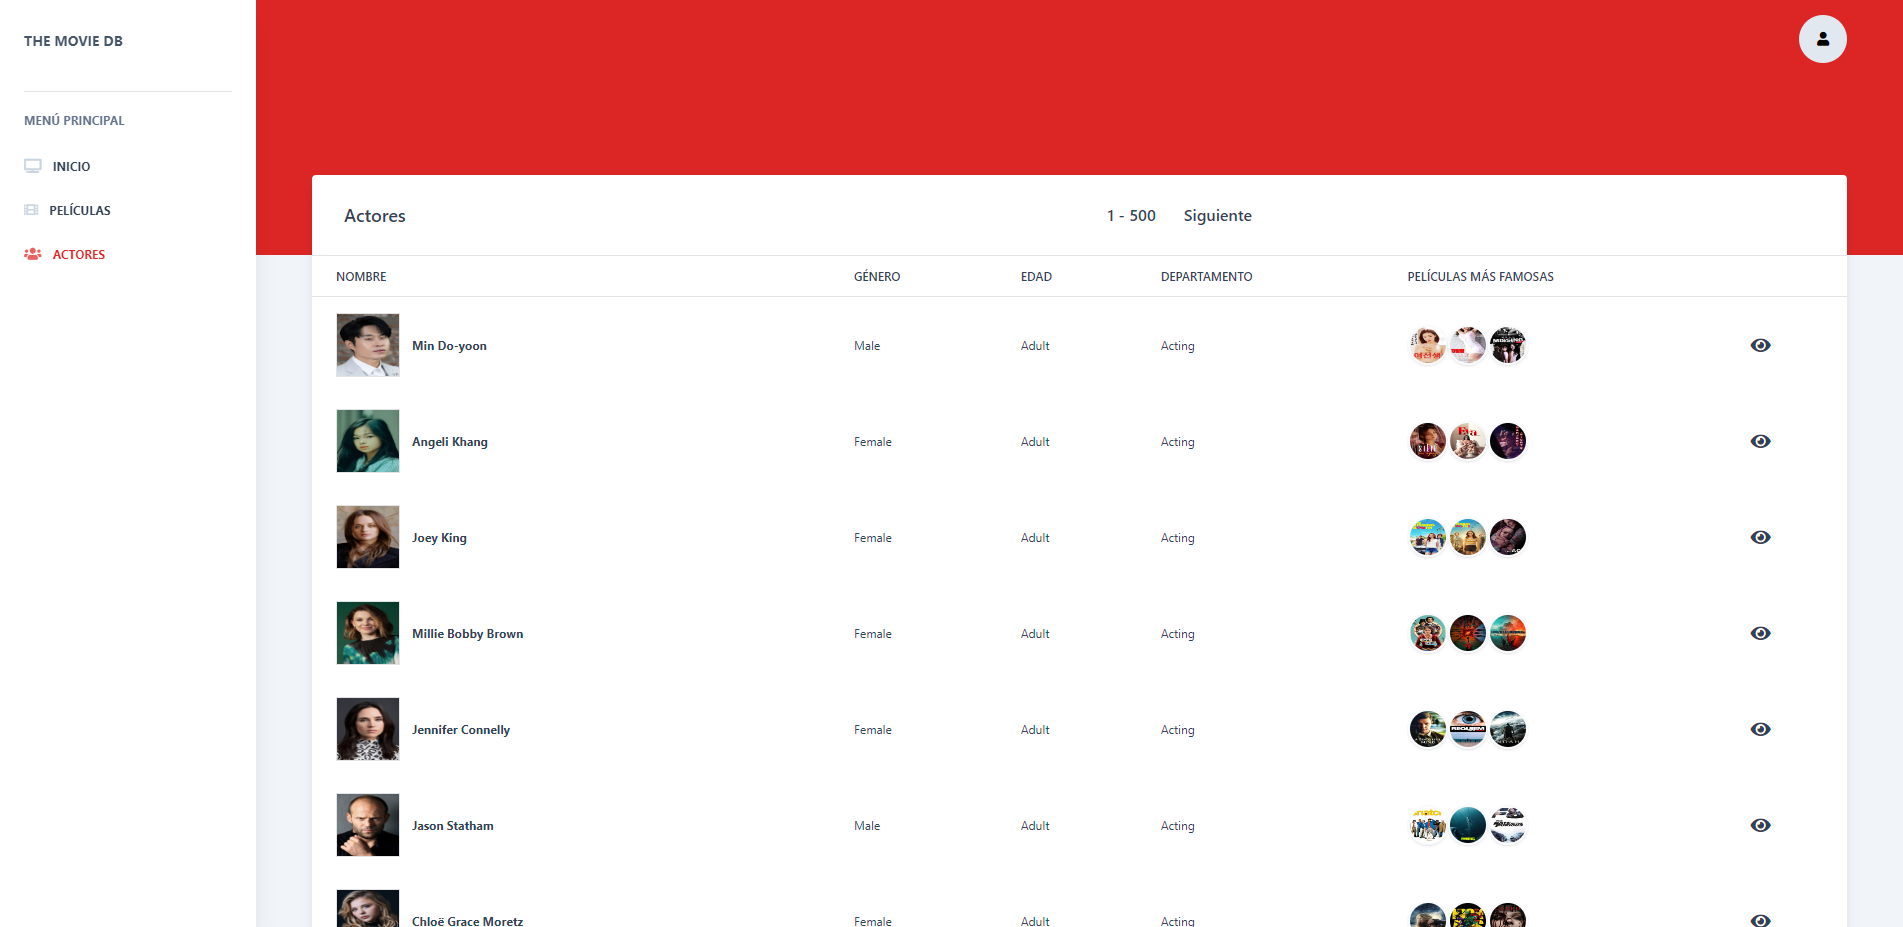 THE MOVIE DB
MENÚ PRINCIPAL
INICIO
PELÍCULAS
ACTORES
Actores 1 - 500 Siguiente
NOMBRE GÉNERO EDAD DEPARTAMENTO PELÍCULAS MÁS FAMOSAS
Min Do-yoon Male Adult Acting
Angeli Khang Female Adult Acting
Joey King Female Adult Acting
Millie Bobby Brown Female Adult Acting
Jennifer Connelly Female Adult Acting
Jason Statham Male Adult Acting
Chloë Grace Moretz Female Adult Acting